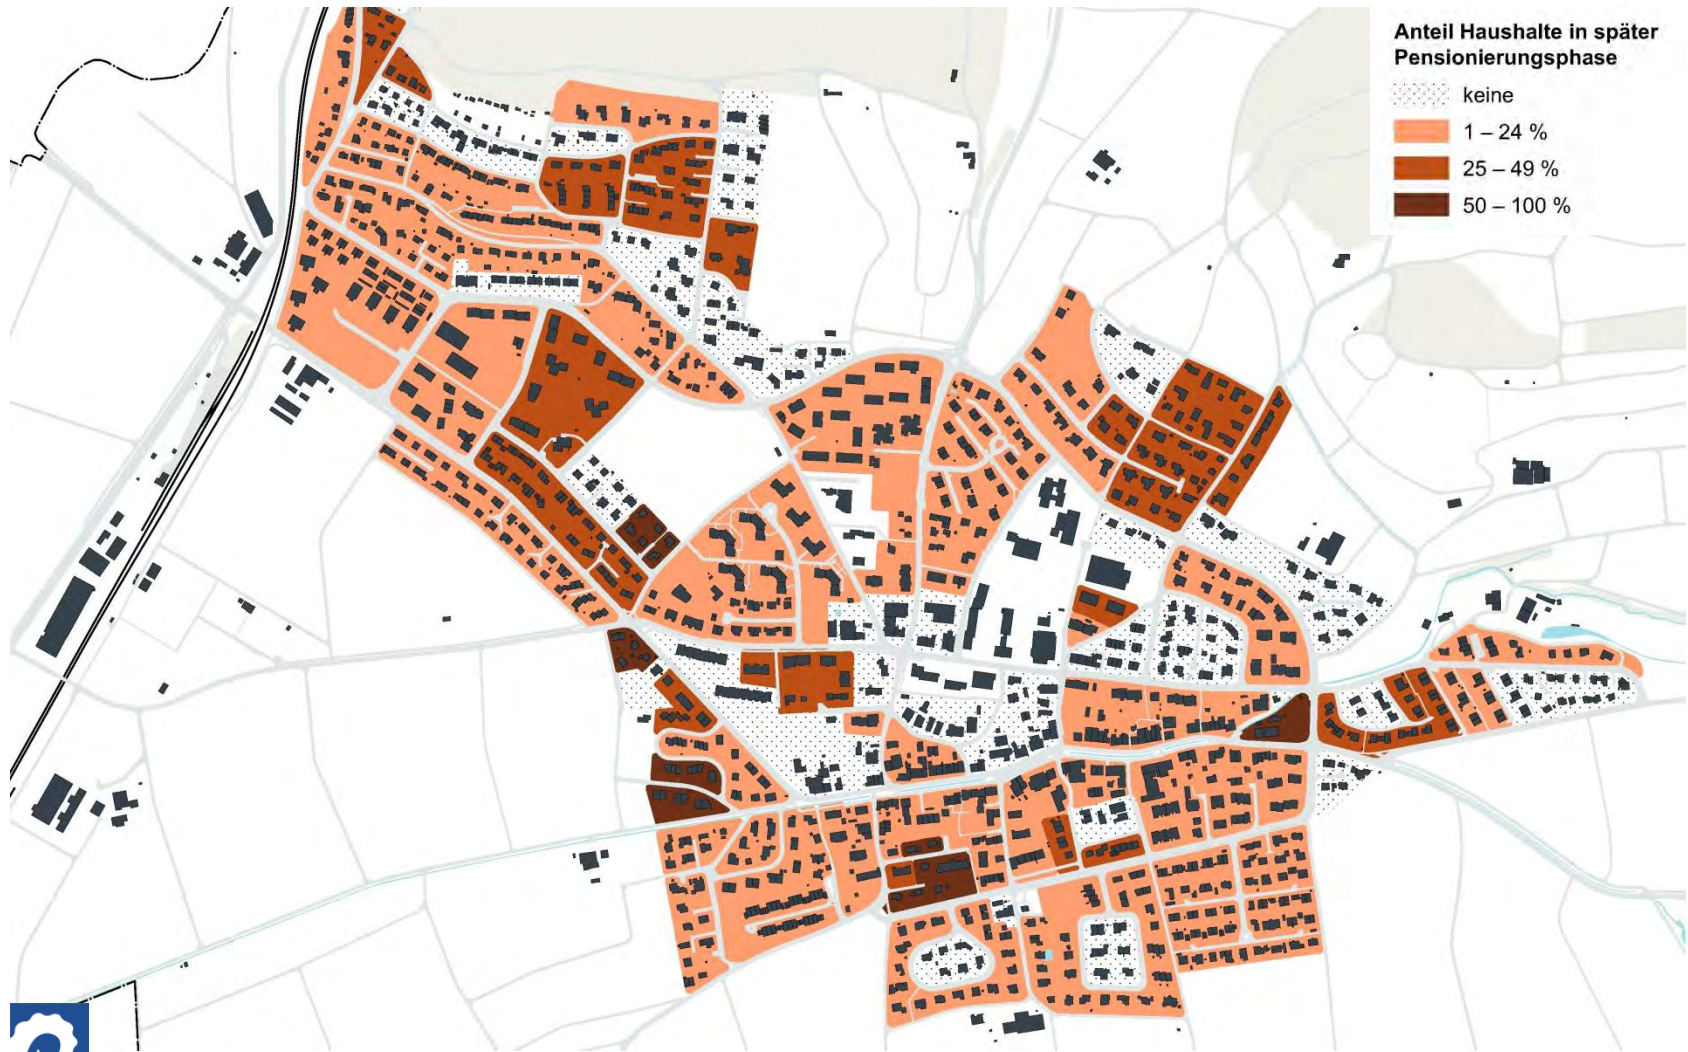 Anteil Haushalte in später
Pensionierungsphase
keine
1 – 24 %
25 – 49 %
50 – 100 %